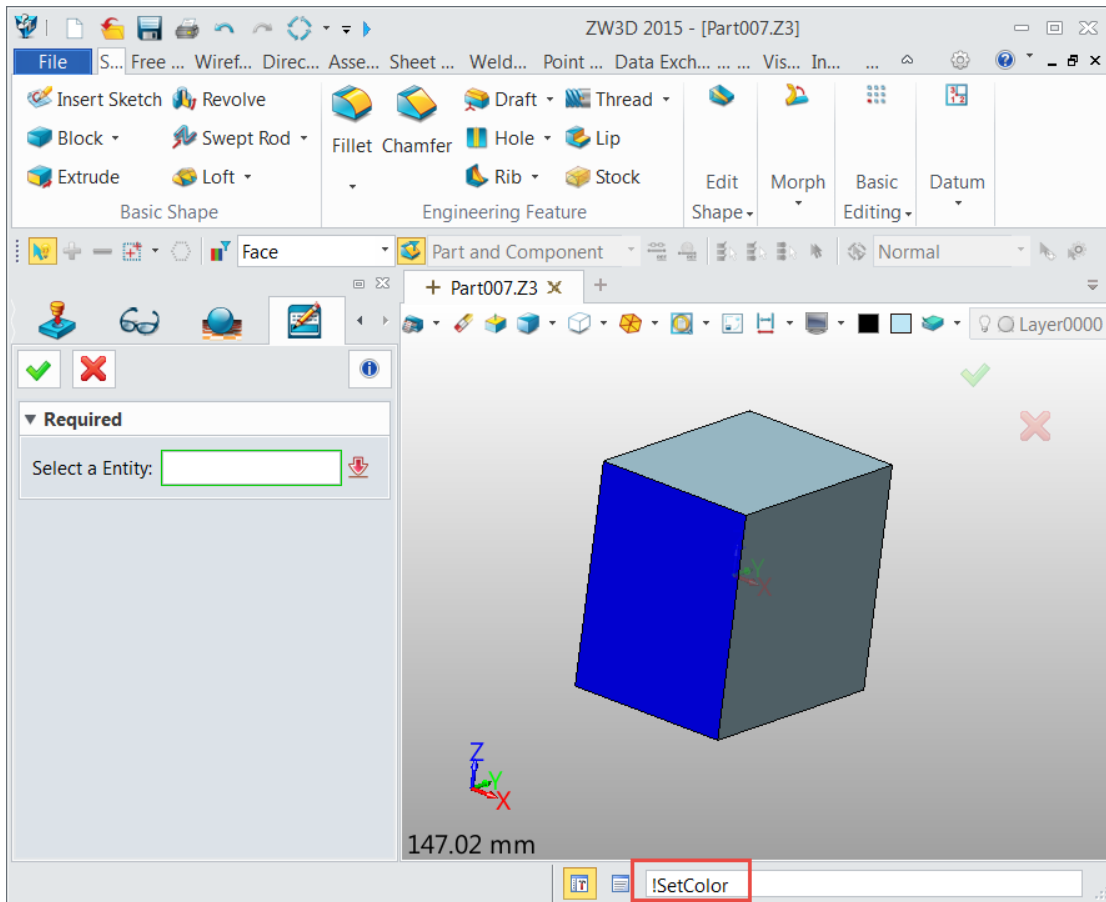 ZW3D 2015 - [Part007.Z3]
File S... Free ... Wiref... Direc... Asse... Sheet ... Weld... Point ... Data Exch... ... ... Vis... In... ...
Insert Sketch Revolve Draft Thread
Block Swept Rod Fillet Chamfer Hole Lip
Extrude Loft Rib Stock Edit Morph Basic Datum
Basic Shape Engineering Feature Shape Editing
Face Part and Component Normal
+ Part007.Z3 +
Layer0000
Required
Select a Entity:
Y
X
Z
Y
X
147.02 mm
!SetColor